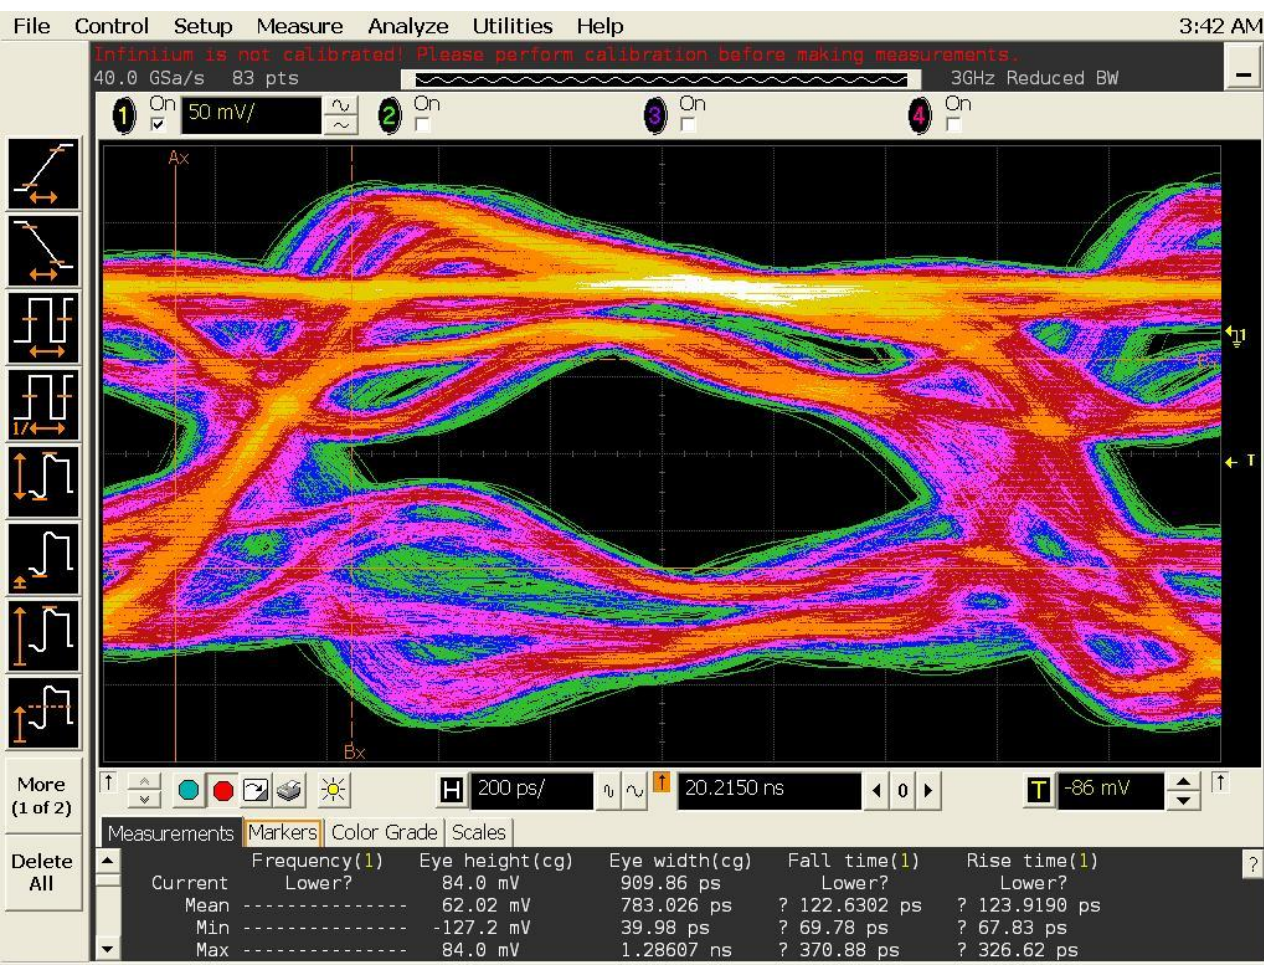 File Control Setup Measure Analyze Utilities Help 3:42 AM
Infiniium is not calibrated! Please perform calibration before making measurements.
40.0 GSa/s 83 pts 3GHz Reduced BW
1 On 50 mV/ 2 On 3 On 4 On
Ax
1
T
1/
Bx
More
(1 of 2)
Delete
All
H 200 ps/ 20.2150 ns 0 T -86 mV
Measurements Markers Color Grade Scales
Frequency(1) Eye height(cg) Eye width(cg) Fall time(1) Rise time(1) ?
Current Lower? 84.0 mV 909.86 ps Lower? Lower?
Mean --------------- 62.02 mV 783.026 ps ? 122.6302 ps ? 123.9190 ps
Min --------------- -127.2 mV 39.98 ps ? 69.78 ps ? 67.83 ps
Max --------------- 84.0 mV 1.28607 ns ? 370.88 ps ? 326.62 ps